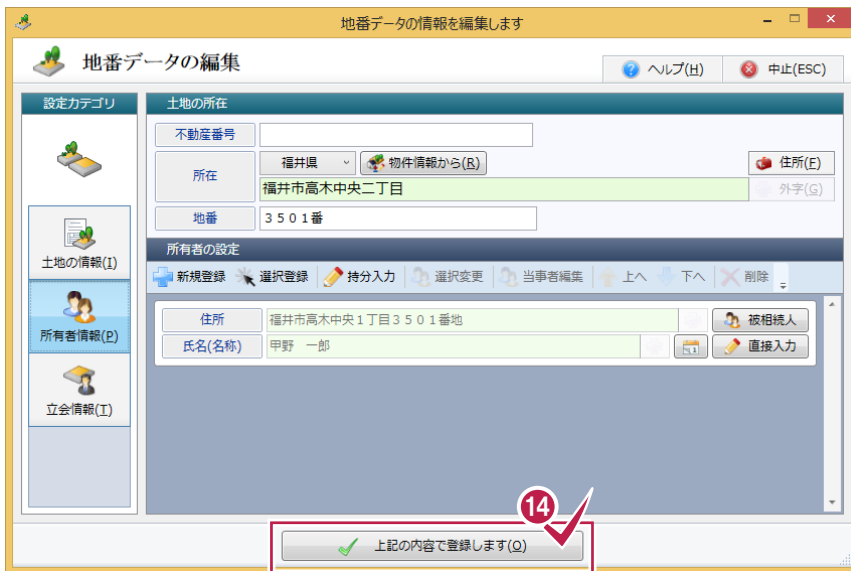 地番データの情報を編集します
地番データの編集
ヘルプ(H) 中止(ESC)
設定カテゴリ
土地の情報(I)
所有者情報(P)
立会情報(T)
土地の所在
不動産番号
所在 福井県 物件情報から(R) 住所(F)
福井市高木中央二丁目 外字(G)
地番 3501番
所有者の設定
新規登録 選択登録 持分入力 選択変更 当事者編集 上へ 下へ 削除
住所 福井市高木中央1丁目3501番地 被相続人
氏名(名称) 甲野 一郎 直接入力
14
上記の内容で登録します(O)